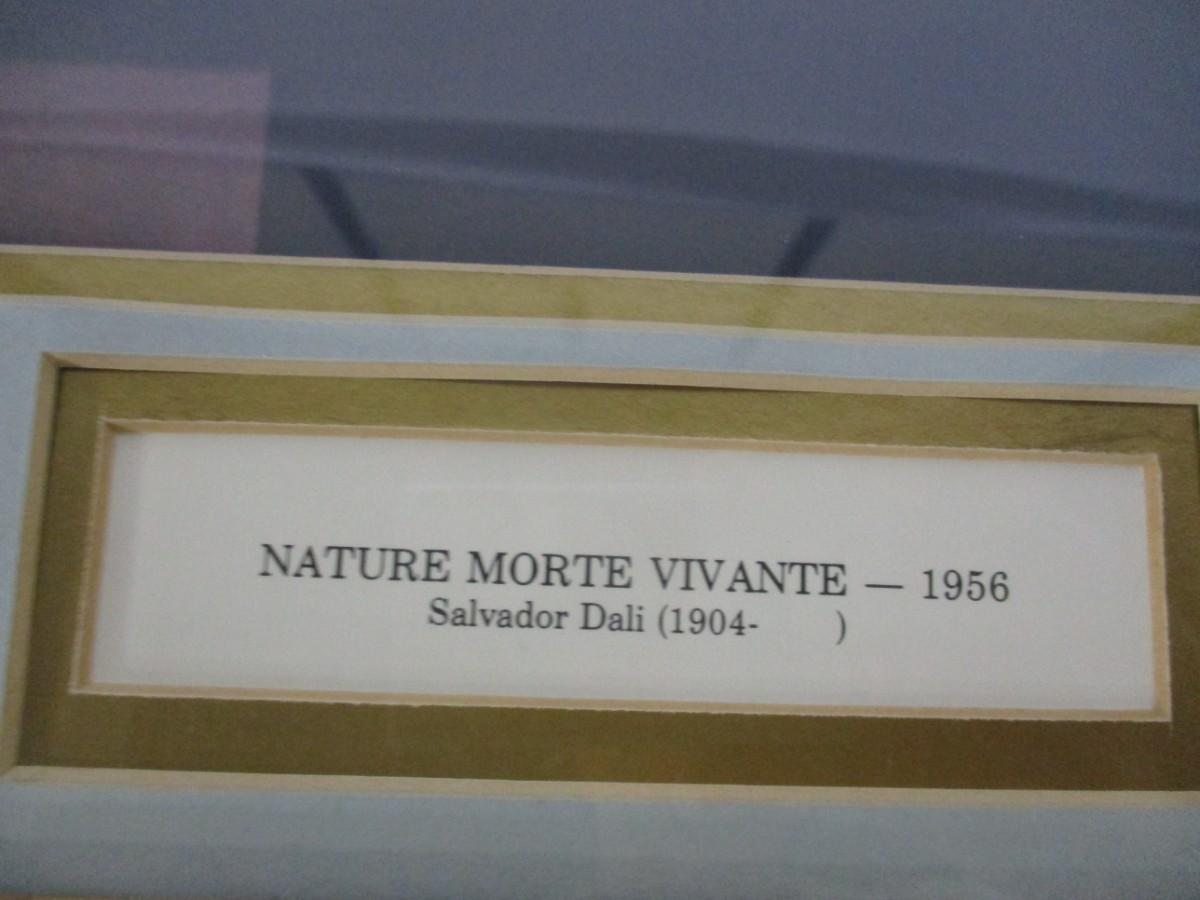 NATURE MORTE VIVANTE — 1956
Salvador Dali (1904-      )